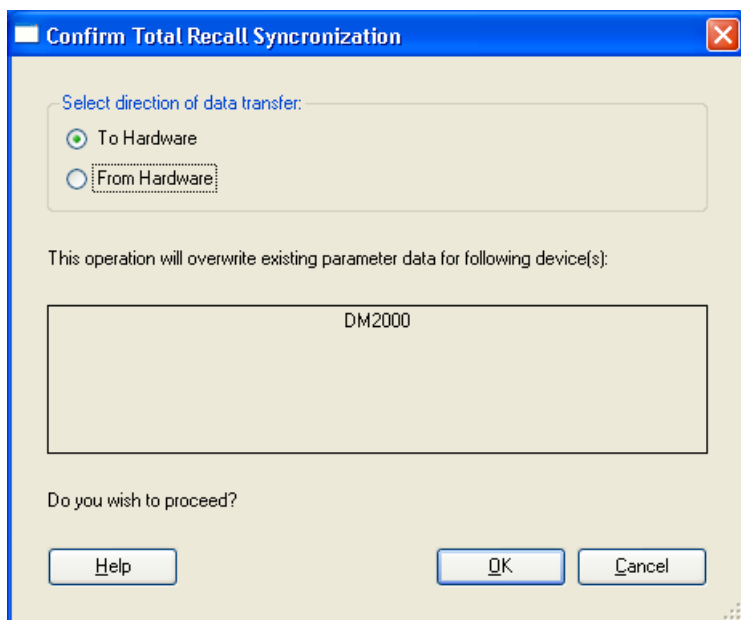 Confirm Total Recall Syncronization
Select direction of data transfer:
To Hardware
From Hardware
This operation will overwrite existing parameter data for following device(s):
DM2000
Do you wish to proceed?
Help OK Cancel